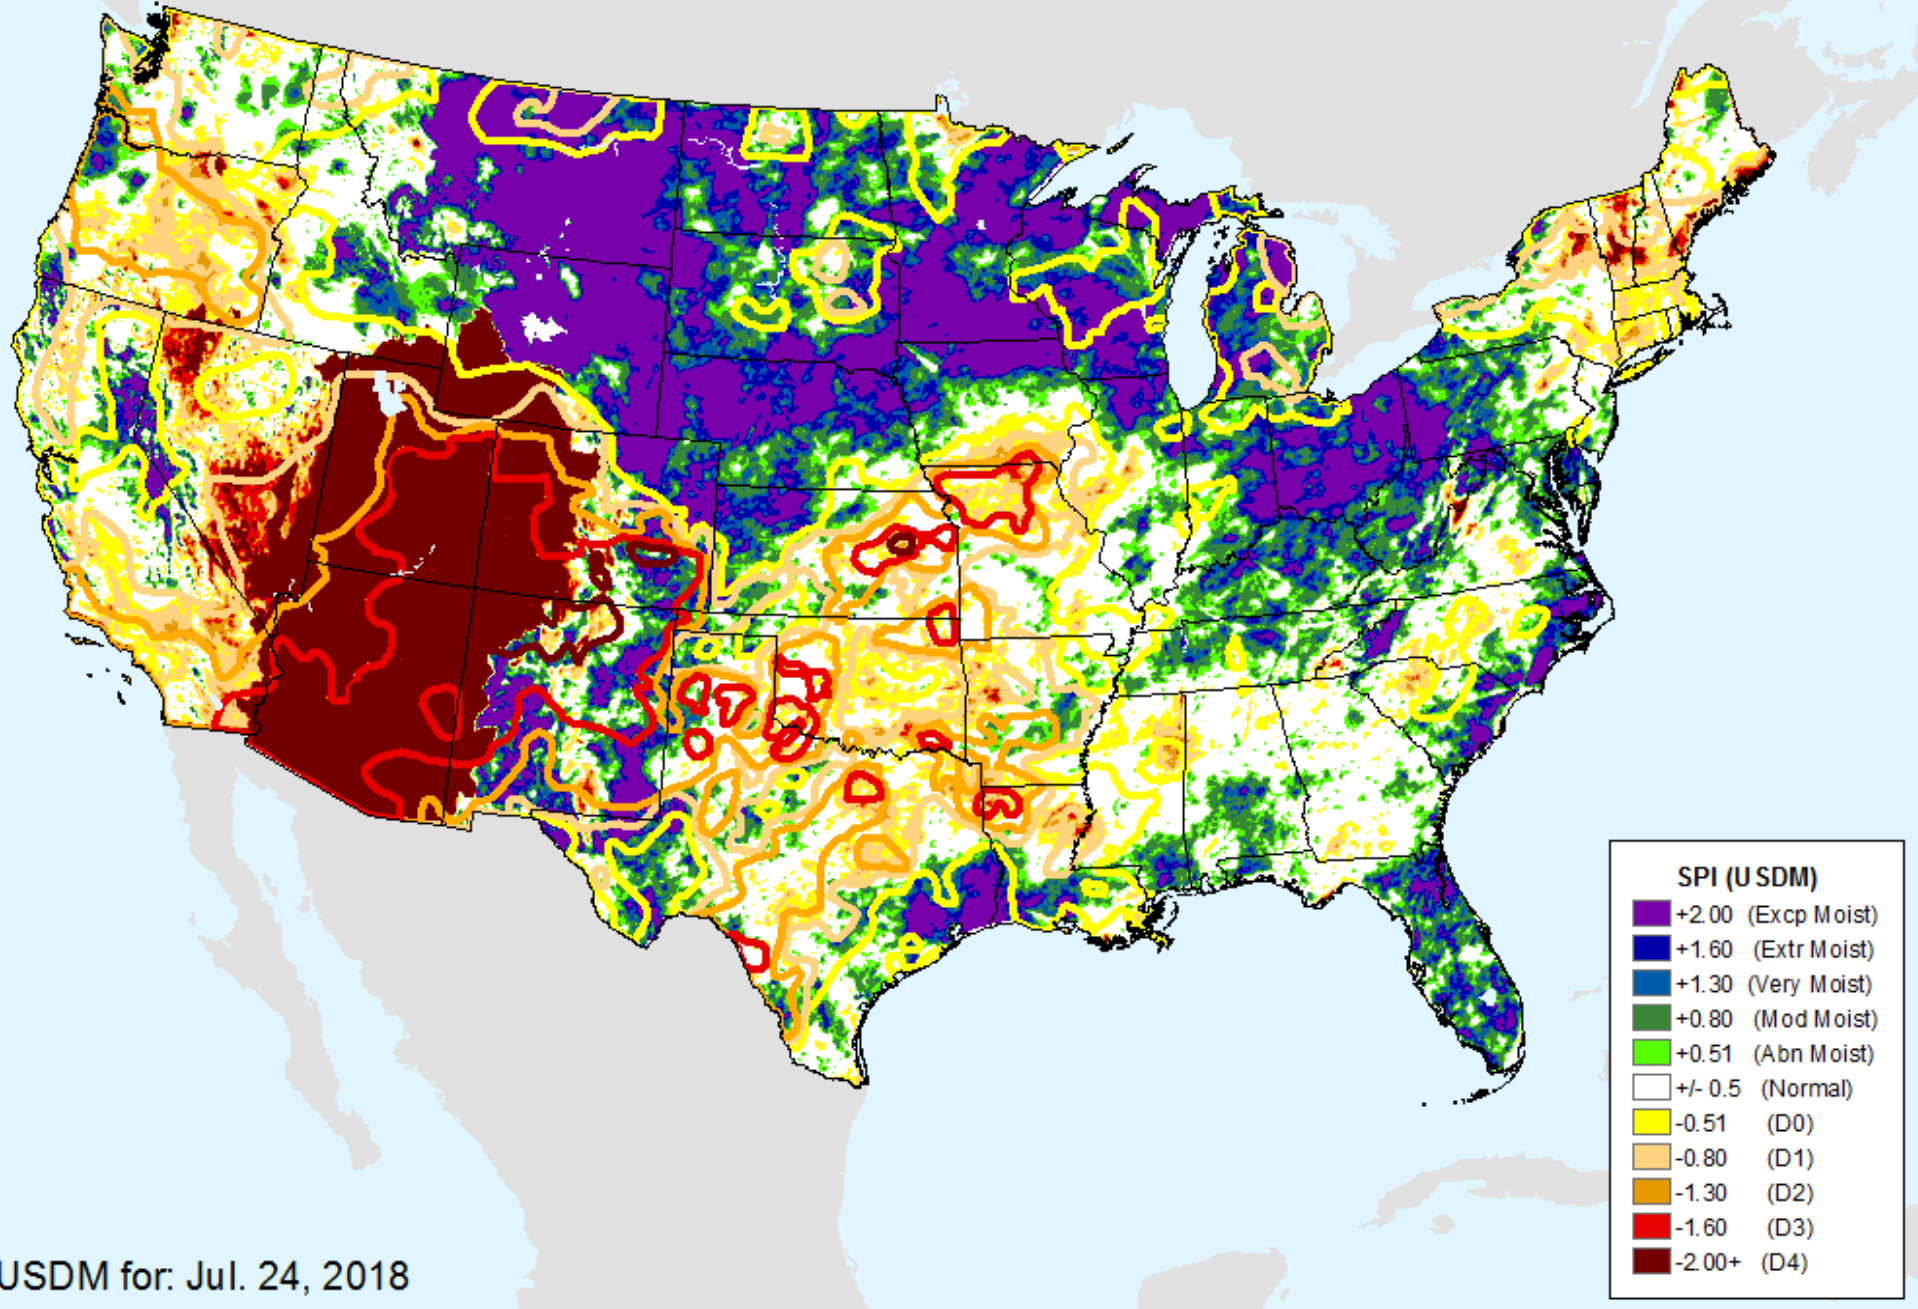 SPI (USDM)
+2.00 (Excp Moist)
+1.60 (Extr Moist)
+1.30 (Very Moist)
+0.80 (Mod Moist)
+0.51 (Abn Moist)
+/- 0.5 (Normal)
-0.51 (D0)
-0.80 (D1)
-1.30 (D2)
-1.60 (D3)
-2.00+ (D4)
USDM for: Jul. 24, 2018